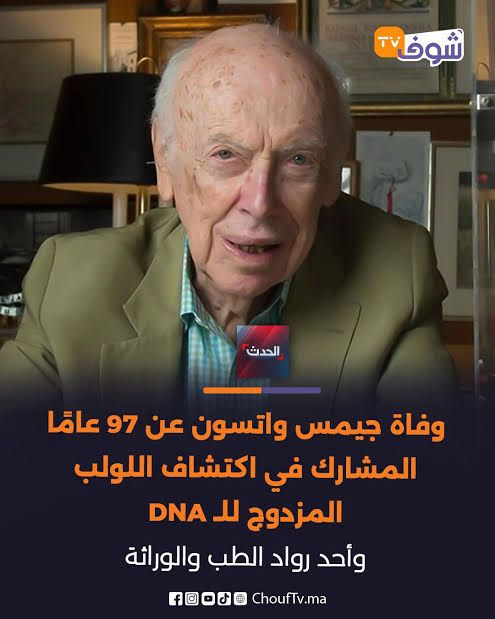 شوف TV
الحدث
وفاة جيمس واتسون عن 97 عامًا
المشارك في اكتشاف اللولب
المزدوج للـ DNA
وأحد رواد الطب والوراثة
ChoufTv.ma